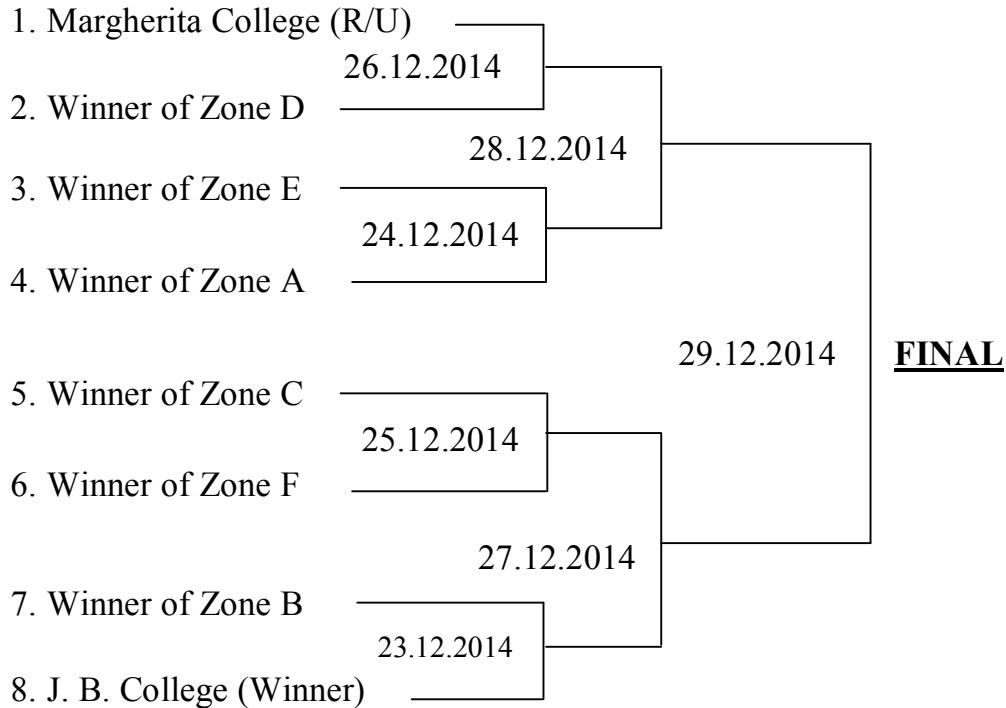 1. Margherita College (R/U)
26.12.2014
2. Winner of Zone D
28.12.2014
3. Winner of Zone E
24.12.2014
4. Winner of Zone A
29.12.2014 FINAL
5. Winner of Zone C
25.12.2014
6. Winner of Zone F
27.12.2014
7. Winner of Zone B
23.12.2014
8. J. B. College (Winner)